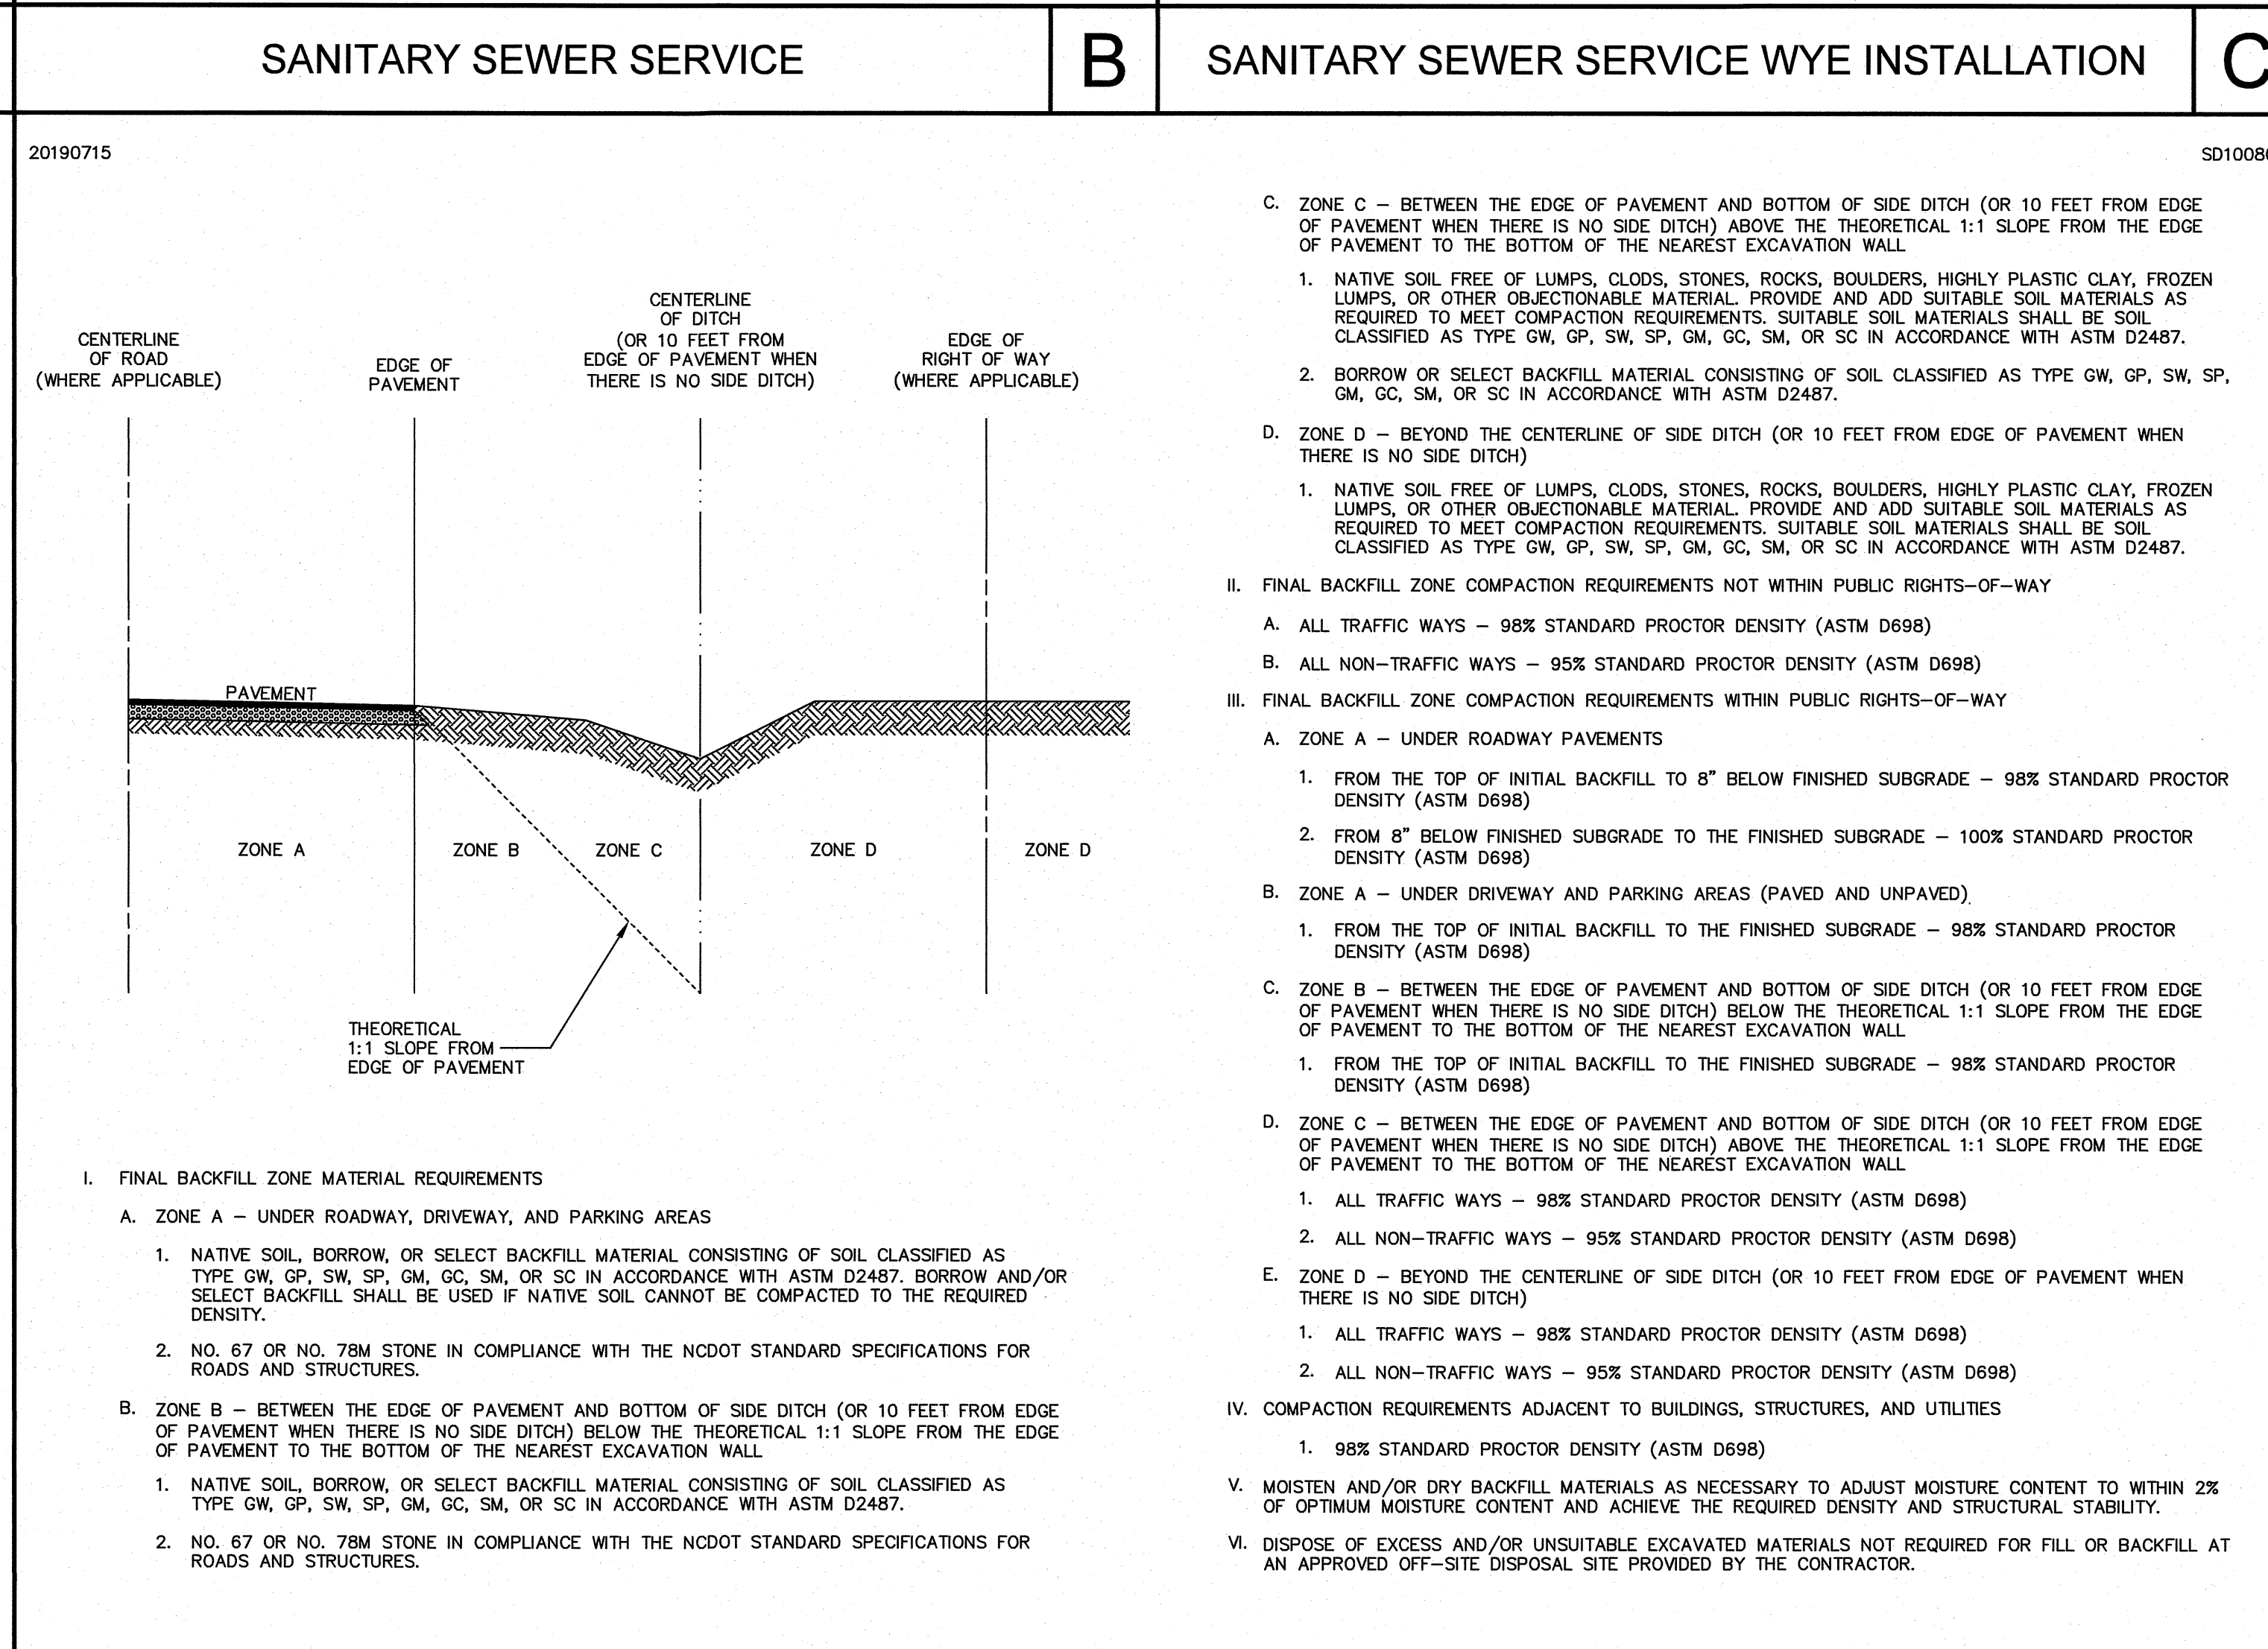 SANITARY SEWER SERVICE
B
SANITARY SEWER SERVICE WYE INSTALLATION
C
20190715
CENTERLINE
OF ROAD
(WHERE APPLICABLE)
EDGE OF
PAVEMENT
CENTERLINE
OF DITCH
(OR 10 FEET FROM
EDGE OF PAVEMENT WHEN
THERE IS NO SIDE DITCH)
EDGE OF
RIGHT OF WAY
(WHERE APPLICABLE)
PAVEMENT
ZONE A
ZONE B
ZONE C
ZONE D
ZONE D
THEORETICAL
1:1 SLOPE FROM
EDGE OF PAVEMENT
I. FINAL BACKFILL ZONE MATERIAL REQUIREMENTS
A. ZONE A – UNDER ROADWAY, DRIVEWAY, AND PARKING AREAS
1. NATIVE SOIL, BORROW, OR SELECT BACKFILL MATERIAL CONSISTING OF SOIL CLASSIFIED AS
TYPE GW, GP, SW, SP, GM, GC, SM, OR SC IN ACCORDANCE WITH ASTM D2487. BORROW AND/OR
SELECT BACKFILL SHALL BE USED IF NATIVE SOIL CANNOT BE COMPACTED TO THE REQUIRED
DENSITY.
2. NO. 67 OR NO. 78M STONE IN COMPLIANCE WITH THE NCDOT STANDARD SPECIFICATIONS FOR
ROADS AND STRUCTURES.
B. ZONE B – BETWEEN THE EDGE OF PAVEMENT AND BOTTOM OF SIDE DITCH (OR 10 FEET FROM EDGE
OF PAVEMENT WHEN THERE IS NO SIDE DITCH) BELOW THE THEORETICAL 1:1 SLOPE FROM THE EDGE
OF PAVEMENT TO THE BOTTOM OF THE NEAREST EXCAVATION WALL
1. NATIVE SOIL, BORROW, OR SELECT BACKFILL MATERIAL CONSISTING OF SOIL CLASSIFIED AS
TYPE GW, GP, SW, SP, GM, GC, SM, OR SC IN ACCORDANCE WITH ASTM D2487.
2. NO. 67 OR NO. 78M STONE IN COMPLIANCE WITH THE NCDOT STANDARD SPECIFICATIONS FOR
ROADS AND STRUCTURES.
C. ZONE C – BETWEEN THE EDGE OF PAVEMENT AND BOTTOM OF SIDE DITCH (OR 10 FEET FROM EDGE
OF PAVEMENT WHEN THERE IS NO SIDE DITCH) ABOVE THE THEORETICAL 1:1 SLOPE FROM THE EDGE
OF PAVEMENT TO THE BOTTOM OF THE NEAREST EXCAVATION WALL
1. NATIVE SOIL FREE OF LUMPS, CLODS, STONES, ROCKS, BOULDERS, HIGHLY PLASTIC CLAY, FROZEN
LUMPS, OR OTHER OBJECTIONABLE MATERIAL. PROVIDE AND ADD SUITABLE SOIL MATERIALS AS
REQUIRED TO MEET COMPACTION REQUIREMENTS. SUITABLE SOIL MATERIALS SHALL BE SOIL
CLASSIFIED AS TYPE GW, GP, SW, SP, GM, GC, SM, OR SC IN ACCORDANCE WITH ASTM D2487.
2. BORROW OR SELECT BACKFILL MATERIAL CONSISTING OF SOIL CLASSIFIED AS TYPE GW, GP, SW, SP,
GM, GC, SM, OR SC IN ACCORDANCE WITH ASTM D2487.
D. ZONE D – BEYOND THE CENTERLINE OF SIDE DITCH (OR 10 FEET FROM EDGE OF PAVEMENT WHEN
THERE IS NO SIDE DITCH)
1. NATIVE SOIL FREE OF LUMPS, CLODS, STONES, ROCKS, BOULDERS, HIGHLY PLASTIC CLAY, FROZEN
LUMPS, OR OTHER OBJECTIONABLE MATERIAL. PROVIDE AND ADD SUITABLE SOIL MATERIALS AS
REQUIRED TO MEET COMPACTION REQUIREMENTS. SUITABLE SOIL MATERIALS SHALL BE SOIL
CLASSIFIED AS TYPE GW, GP, SW, SP, GM, GC, SM, OR SC IN ACCORDANCE WITH ASTM D2487.
II. FINAL BACKFILL ZONE COMPACTION REQUIREMENTS NOT WITHIN PUBLIC RIGHTS–OF–WAY
A. ALL TRAFFIC WAYS – 98% STANDARD PROCTOR DENSITY (ASTM D698)
B. ALL NON–TRAFFIC WAYS – 95% STANDARD PROCTOR DENSITY (ASTM D698)
III. FINAL BACKFILL ZONE COMPACTION REQUIREMENTS WITHIN PUBLIC RIGHTS–OF–WAY
A. ZONE A – UNDER ROADWAY PAVEMENTS
1. FROM THE TOP OF INITIAL BACKFILL TO 8" BELOW FINISHED SUBGRADE – 98% STANDARD PROCTOR
DENSITY (ASTM D698)
2. FROM 8" BELOW FINISHED SUBGRADE TO THE FINISHED SUBGRADE – 100% STANDARD PROCTOR
DENSITY (ASTM D698)
B. ZONE A – UNDER DRIVEWAY AND PARKING AREAS (PAVED AND UNPAVED)
1. FROM THE TOP OF INITIAL BACKFILL TO THE FINISHED SUBGRADE – 98% STANDARD PROCTOR
DENSITY (ASTM D698)
C. ZONE B – BETWEEN THE EDGE OF PAVEMENT AND BOTTOM OF SIDE DITCH (OR 10 FEET FROM EDGE
OF PAVEMENT WHEN THERE IS NO SIDE DITCH) BELOW THE THEORETICAL 1:1 SLOPE FROM THE EDGE
OF PAVEMENT TO THE BOTTOM OF THE NEAREST EXCAVATION WALL
1. FROM THE TOP OF INITIAL BACKFILL TO THE FINISHED SUBGRADE – 98% STANDARD PROCTOR
DENSITY (ASTM D698)
D. ZONE C – BETWEEN THE EDGE OF PAVEMENT AND BOTTOM OF SIDE DITCH (OR 10 FEET FROM EDGE
OF PAVEMENT WHEN THERE IS NO SIDE DITCH) ABOVE THE THEORETICAL 1:1 SLOPE FROM THE EDGE
OF PAVEMENT TO THE BOTTOM OF THE NEAREST EXCAVATION WALL
1. ALL TRAFFIC WAYS – 98% STANDARD PROCTOR DENSITY (ASTM D698)
2. ALL NON–TRAFFIC WAYS – 95% STANDARD PROCTOR DENSITY (ASTM D698)
E. ZONE D – BEYOND THE CENTERLINE OF SIDE DITCH (OR 10 FEET FROM EDGE OF PAVEMENT WHEN
THERE IS NO SIDE DITCH)
1. ALL TRAFFIC WAYS – 98% STANDARD PROCTOR DENSITY (ASTM D698)
2. ALL NON–TRAFFIC WAYS – 95% STANDARD PROCTOR DENSITY (ASTM D698)
IV. COMPACTION REQUIREMENTS ADJACENT TO BUILDINGS, STRUCTURES, AND UTILITIES
1. 98% STANDARD PROCTOR DENSITY (ASTM D698)
V. MOISTEN AND/OR DRY BACKFILL MATERIALS AS NECESSARY TO ADJUST MOISTURE CONTENT TO WITHIN 2%
OF OPTIMUM MOISTURE CONTENT AND ACHIEVE THE REQUIRED DENSITY AND STRUCTURAL STABILITY.
VI. DISPOSE OF EXCESS AND/OR UNSUITABLE EXCAVATED MATERIALS NOT REQUIRED FOR FILL OR BACKFILL AT
AN APPROVED OFF–SITE DISPOSAL SITE PROVIDED BY THE CONTRACTOR.